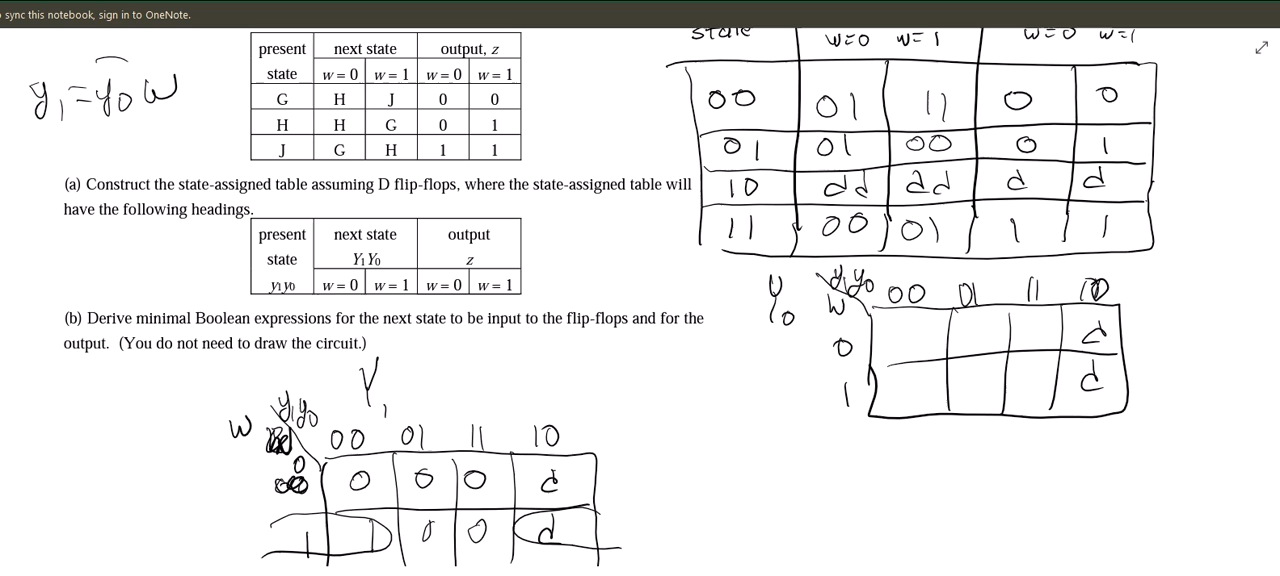 sync this notebook, sign in to OneNote.
present next state output, z
state w = 0 w = 1 w = 0 w = 1
G H J 0 0
H H G 0 1
J G H 1 1
y₁ = y₀ w
state w=0 w=1 w=0 w=1
00 01 11 0 0
01 01 00 0 1
10 dd dd d d
11 00 01 1 1
(a) Construct the state-assigned table assuming D flip-flops, where the state-assigned table will
have the following headings.
present next state output
state Y₁ Y₀ z
y₁y₀ w = 0 w = 1 w = 0 w = 1
(b) Derive minimal Boolean expressions for the next state to be input to the flip-flops and for the
output. (You do not need to draw the circuit.)
Y₀
y₁y₀
w 00 01 11 10
0 d
1 d
Y₁
y₁y₀
w 00 01 11 10
0 0 0 0 d
1 1 0 0 d